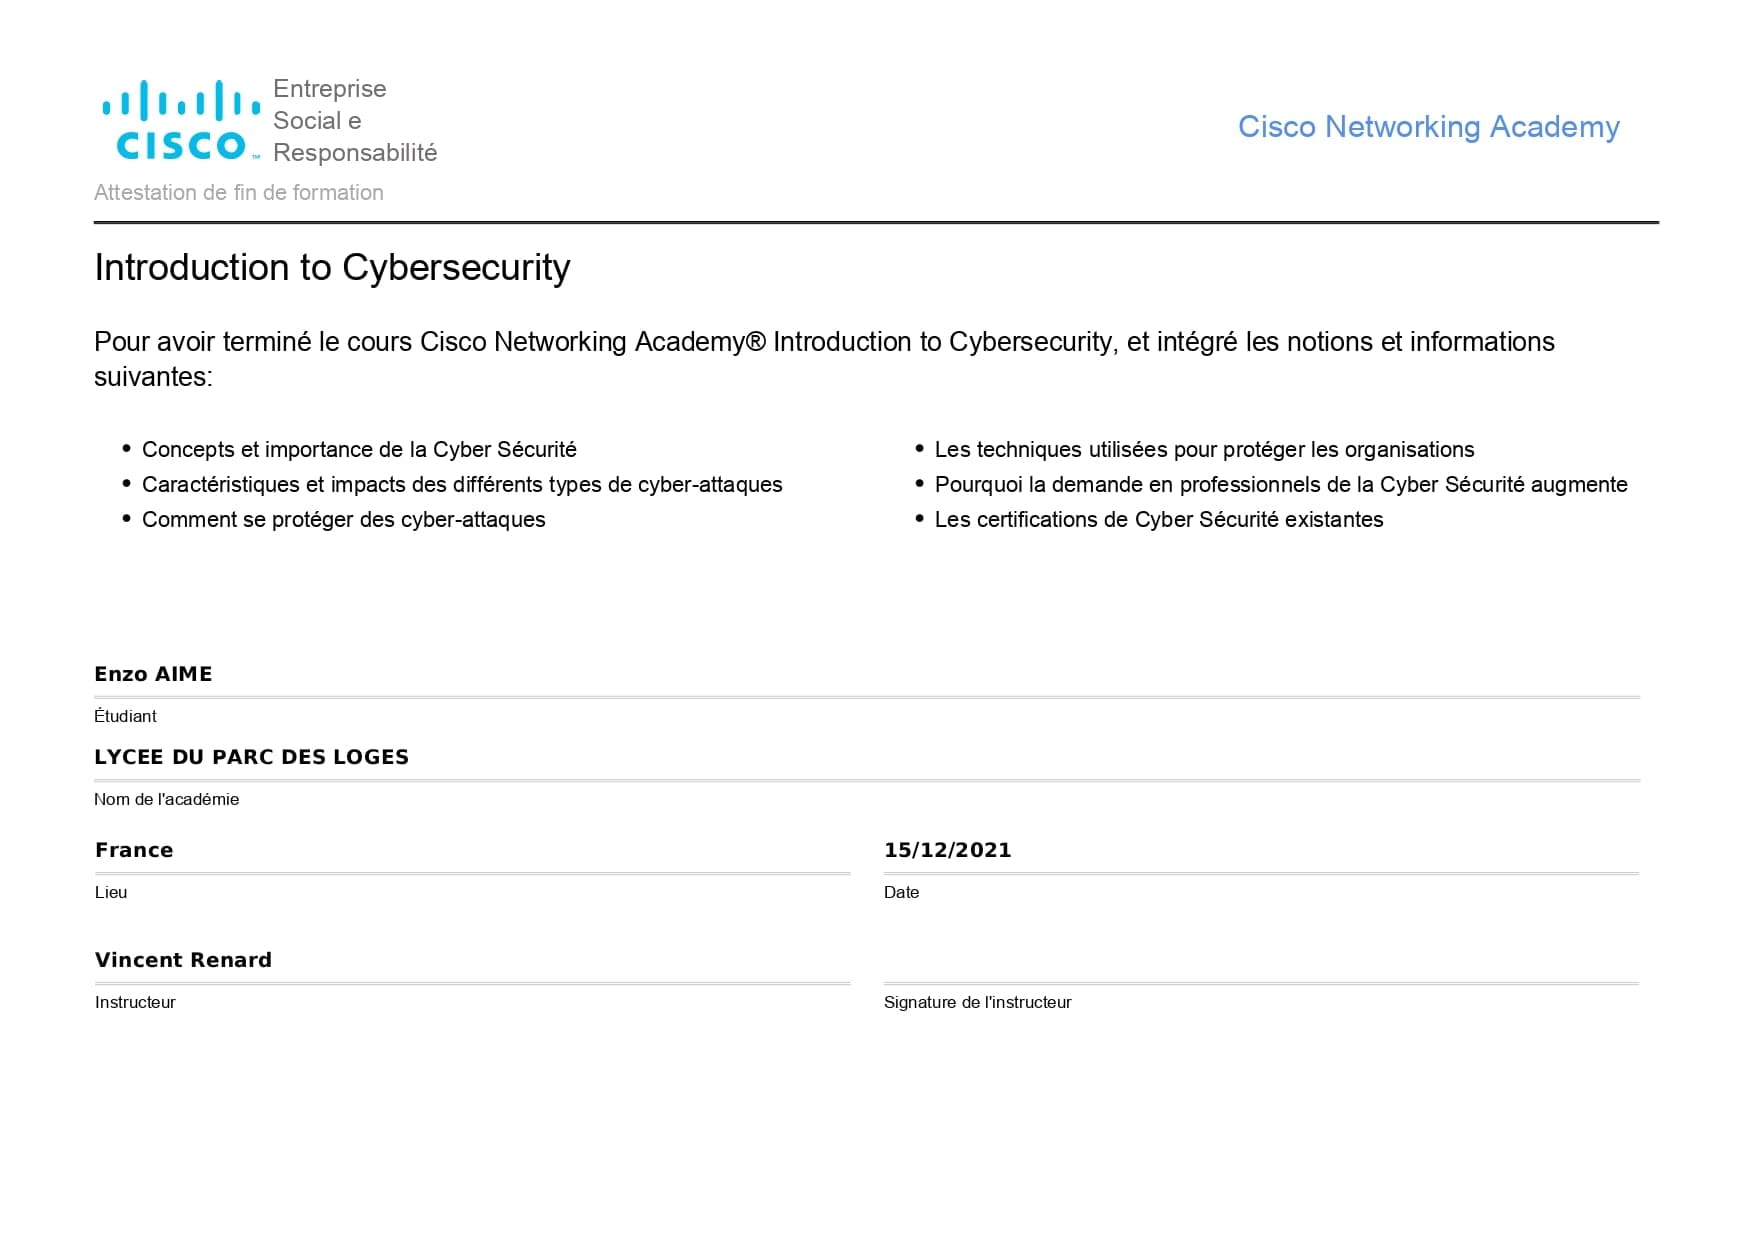 Entreprise
Social e
Responsabilité
CISCO™
Cisco Networking Academy
Attestation de fin de formation
Introduction to Cybersecurity
Pour avoir terminé le cours Cisco Networking Academy® Introduction to Cybersecurity, et intégré les notions et informations
suivantes:
• Concepts et importance de la Cyber Sécurité
• Caractéristiques et impacts des différents types de cyber-attaques
• Comment se protéger des cyber-attaques
• Les techniques utilisées pour protéger les organisations
• Pourquoi la demande en professionnels de la Cyber Sécurité augmente
• Les certifications de Cyber Sécurité existantes
Enzo AIME
Étudiant
LYCEE DU PARC DES LOGES
Nom de l'académie
France
Lieu
15/12/2021
Date
Vincent Renard
Instructeur
Signature de l'instructeur